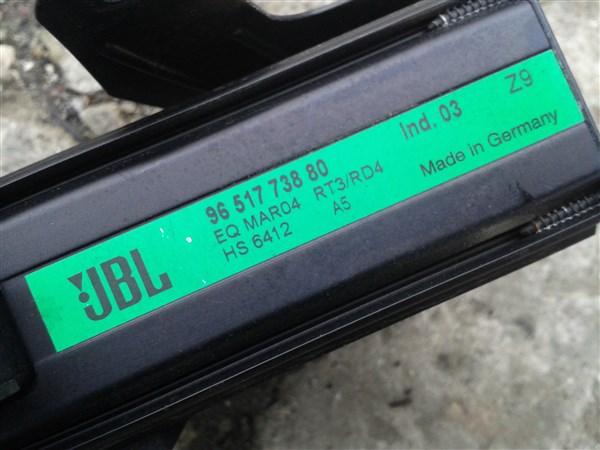 JBL
96 517 738 80 Ind. 03 Z9
EQ MAR04 RT3/RD4 Made in Germany
HS 6412 A5